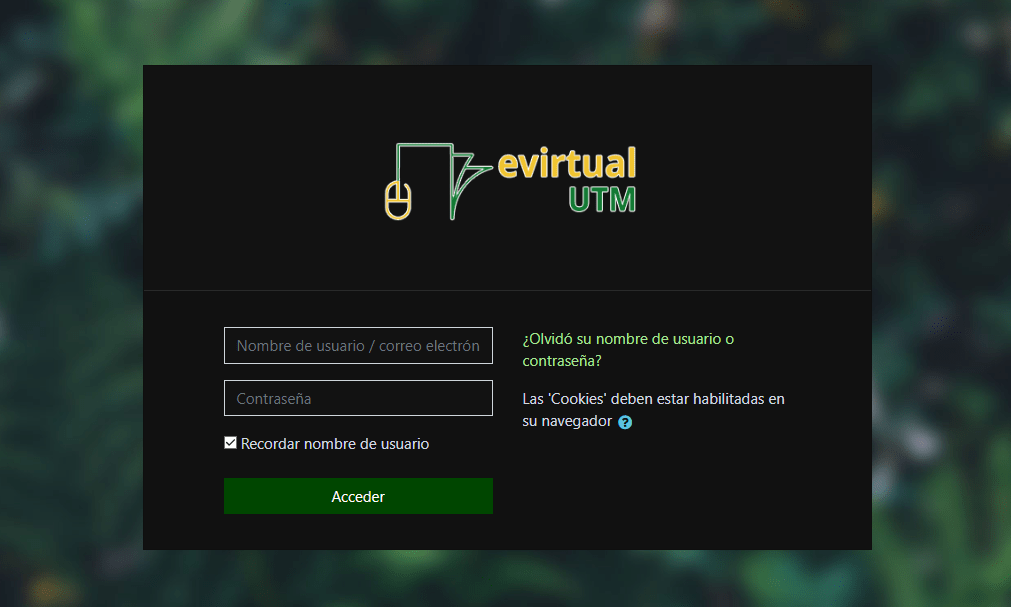 evirtual
UTM
Nombre de usuario / correo electrón
Contraseña
Recordar nombre de usuario
Acceder
¿Olvidó su nombre de usuario o
contraseña?
Las 'Cookies' deben estar habilitadas en
su navegador ?